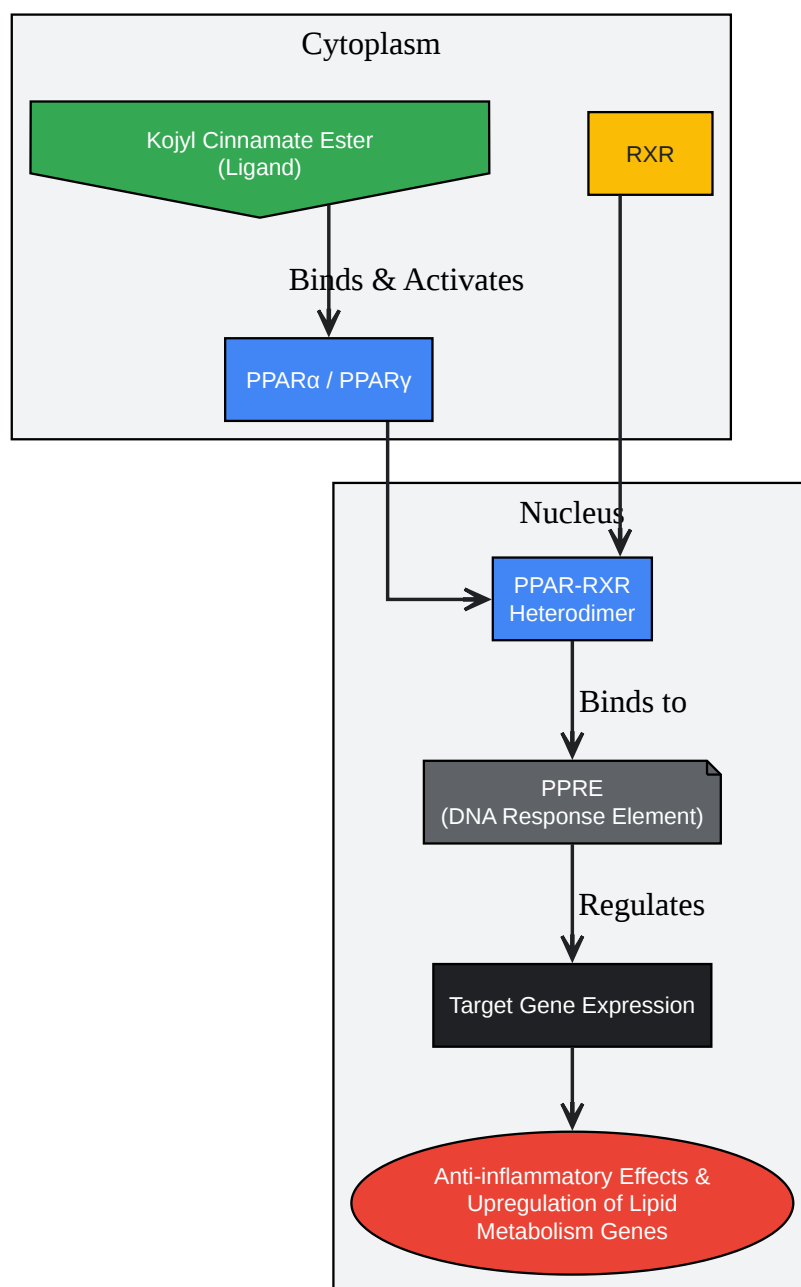 Cytoplasm
Kojyl Cinnamate Ester
(Ligand)
RXR
Binds & Activates
PPARα / PPARγ
Nucleus
PPAR-RXR
Heterodimer
Binds to
PPRE
(DNA Response Element)
Regulates
Target Gene Expression
Anti-inflammatory Effects &
Upregulation of Lipid
Metabolism Genes